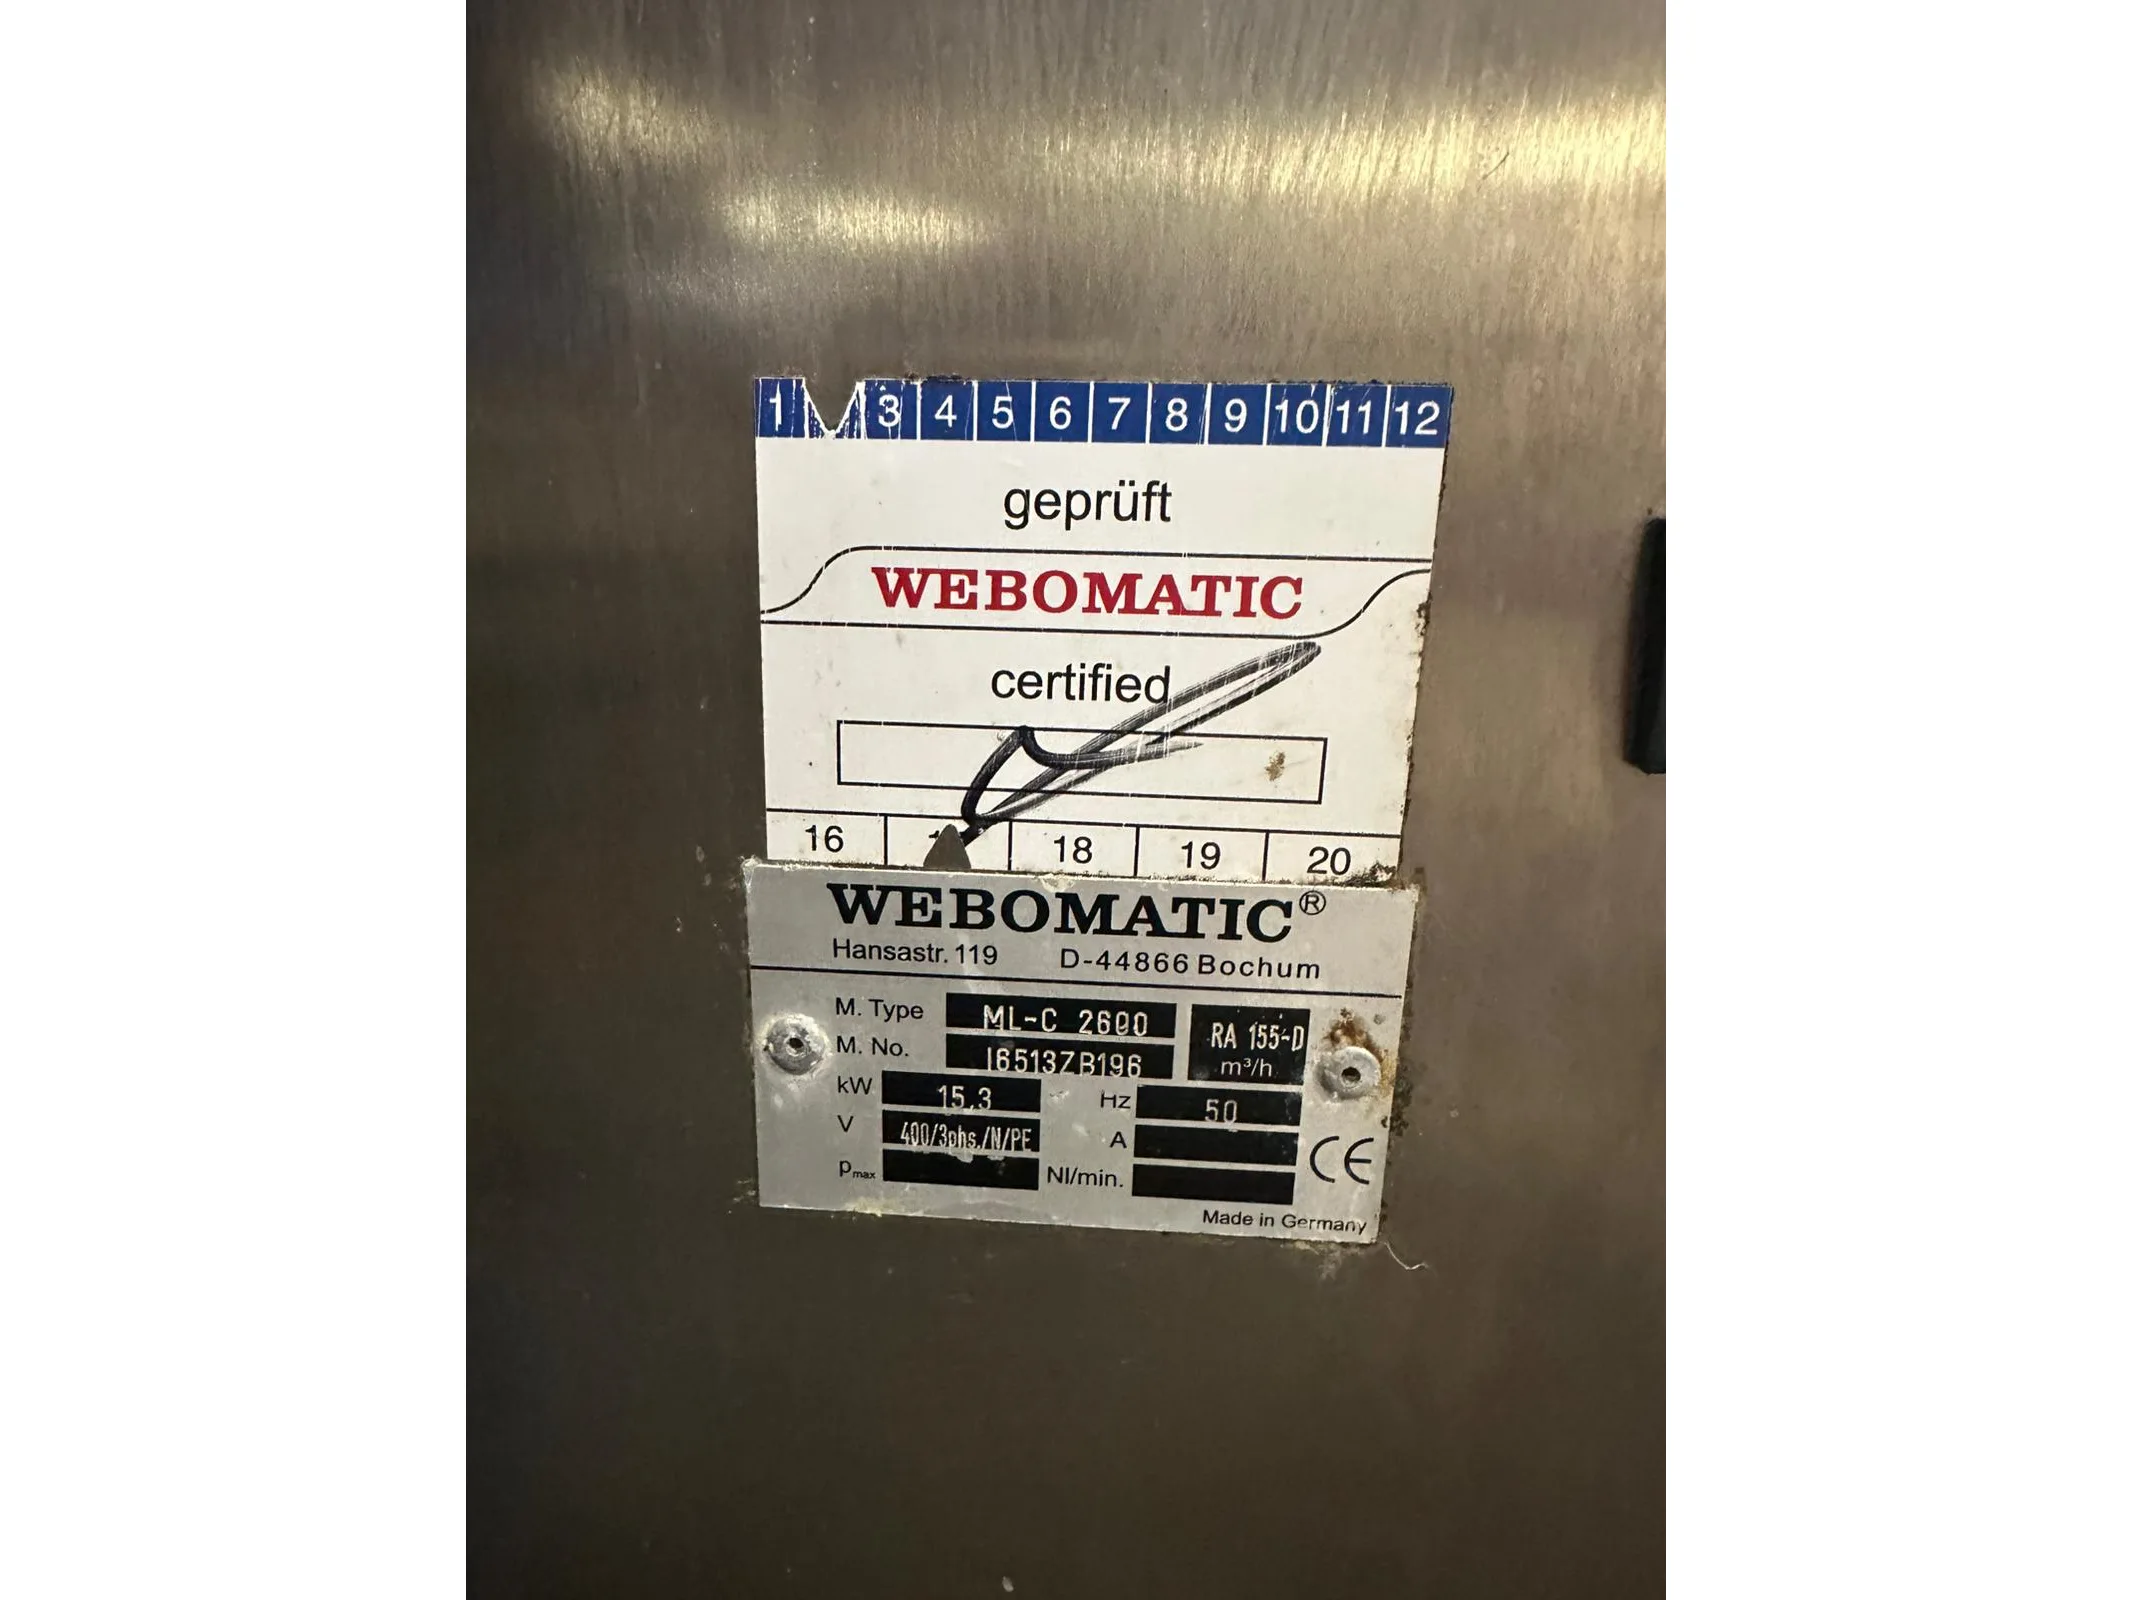 1 3 4 5 6 7 8 9 10 11 12
geprüft
WEBOMATIC
certified
16 18 19 20
WEBOMATIC®
Hansastr. 119 D-44866 Bochum
M. Type ML-C 2600 RA 155-D
M. No. 16513ZB196 m³/h
kW 15,3 Hz 50
V 400/3phs./N/PE A
Pmax Nl/min. CE
Made in Germany